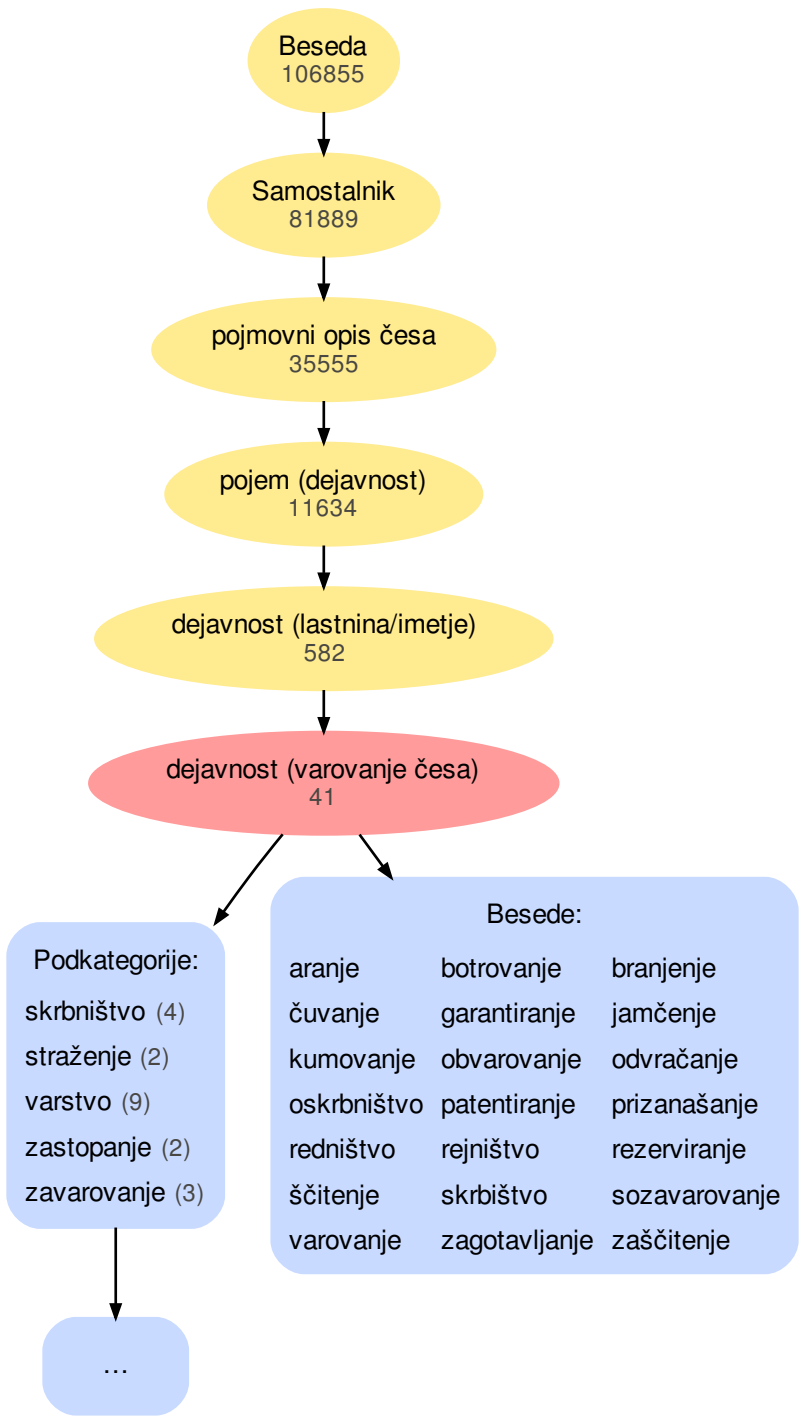 Beseda
106855
Samostalnik
81889
pojmovni opis česa
35555
pojem (dejavnost)
11634
dejavnost (lastnina/imetje)
582
dejavnost (varovanje česa)
41
Podkategorije:
skrbništvo (4)
straženje (2)
varstvo (9)
zastopanje (2)
zavarovanje (3)
...
Besede:
aranje botrovanje branjenje
čuvanje garantiranje jamčenje
kumovanje obvarovanje odvračanje
oskrbništvo patentiranje prizanašanje
redništvo rejništvo rezerviranje
ščitenje skrbištvo sozavarovanje
varovanje zagotavljanje zaščitenje